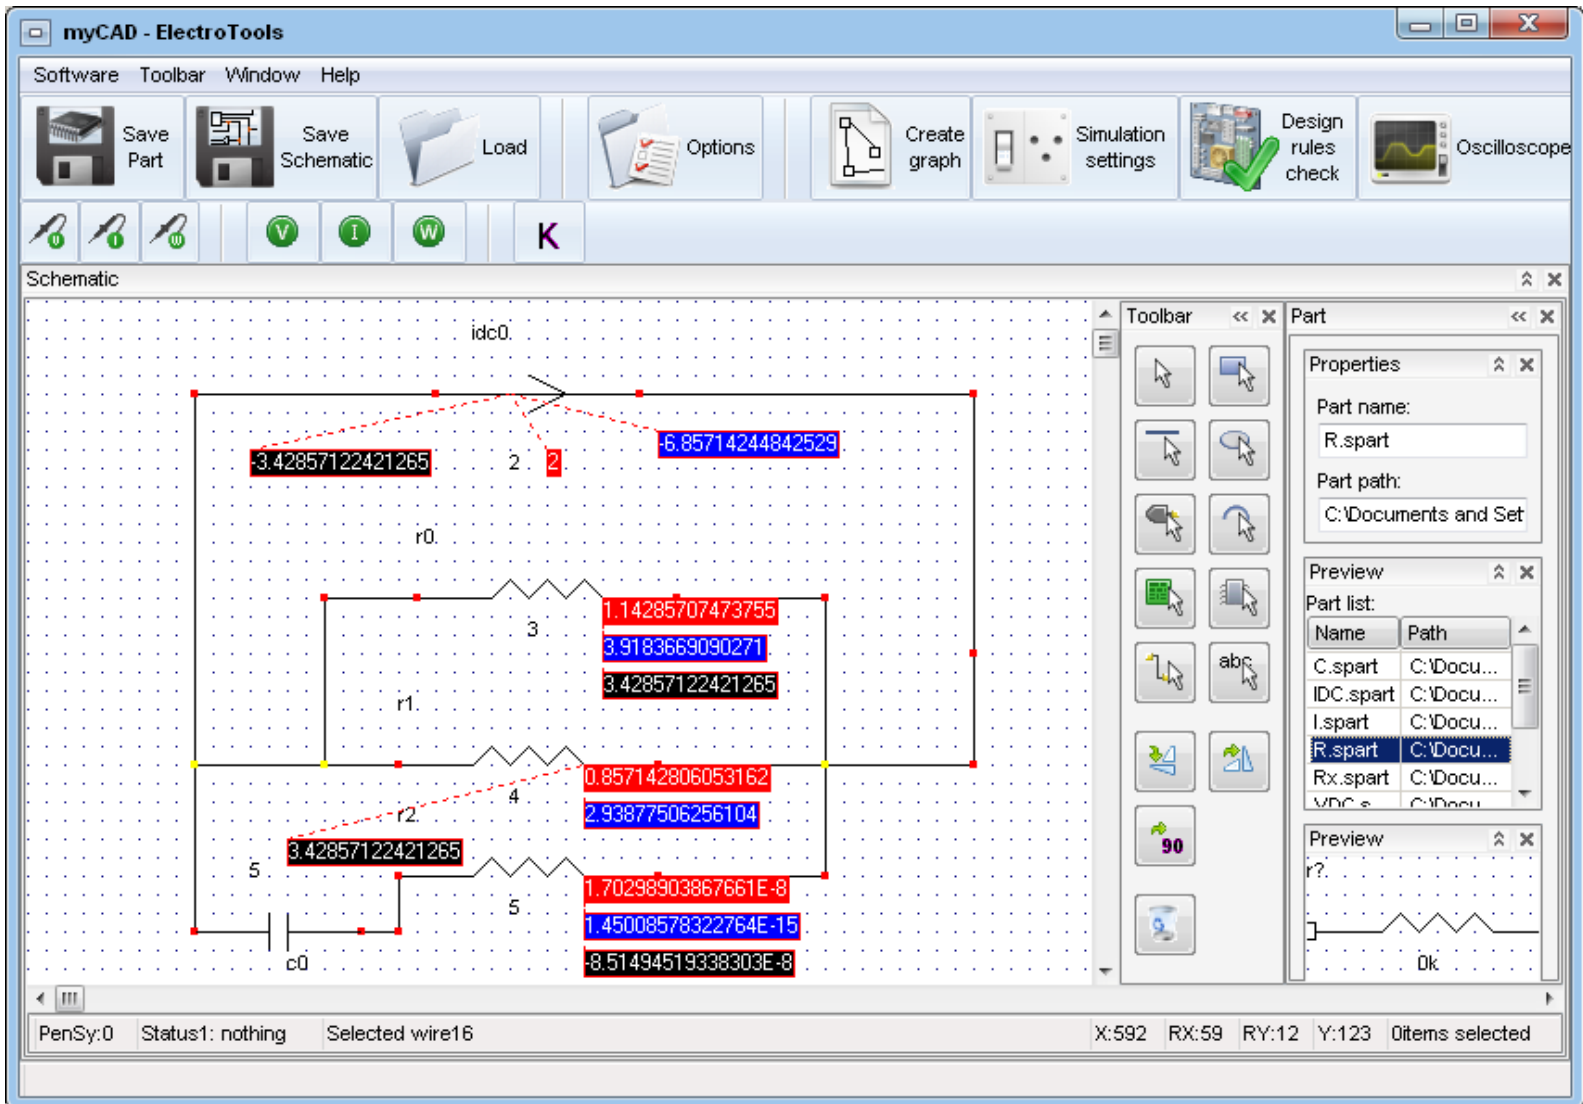 myCAD - ElectroTools
Software Toolbar Window Help
Save Part
Save Schematic
Load
Options
Create graph
Simulation settings
Design rules check
Oscilloscope
U I W V I W K
Schematic
idc0.
-3.42857122421265
2
2
-6.85714244842529
r0.
3
1.14285707473755
3.9183669090271
3.42857122421265
r1.
4
0.857142806053162
2.93877506256104
3.42857122421265
r2.
5
5
1.70298903867661E-8
1.45008578322764E-15
-8.51494519338303E-8
c0
Toolbar
abc
90
Part
Properties
Part name:
R.spart
Part path:
C:\Documents and Set
Preview
Part list:
Name Path
C.spart C:\Docu...
IDC.spart C:\Docu...
I.spart C:\Docu...
R.spart C:\Docu...
Rx.spart C:\Docu...
Preview
r?.
0k
PenSy:0 Status1: nothing Selected wire16 X:592 RX:59 RY:12 Y:123 0items selected